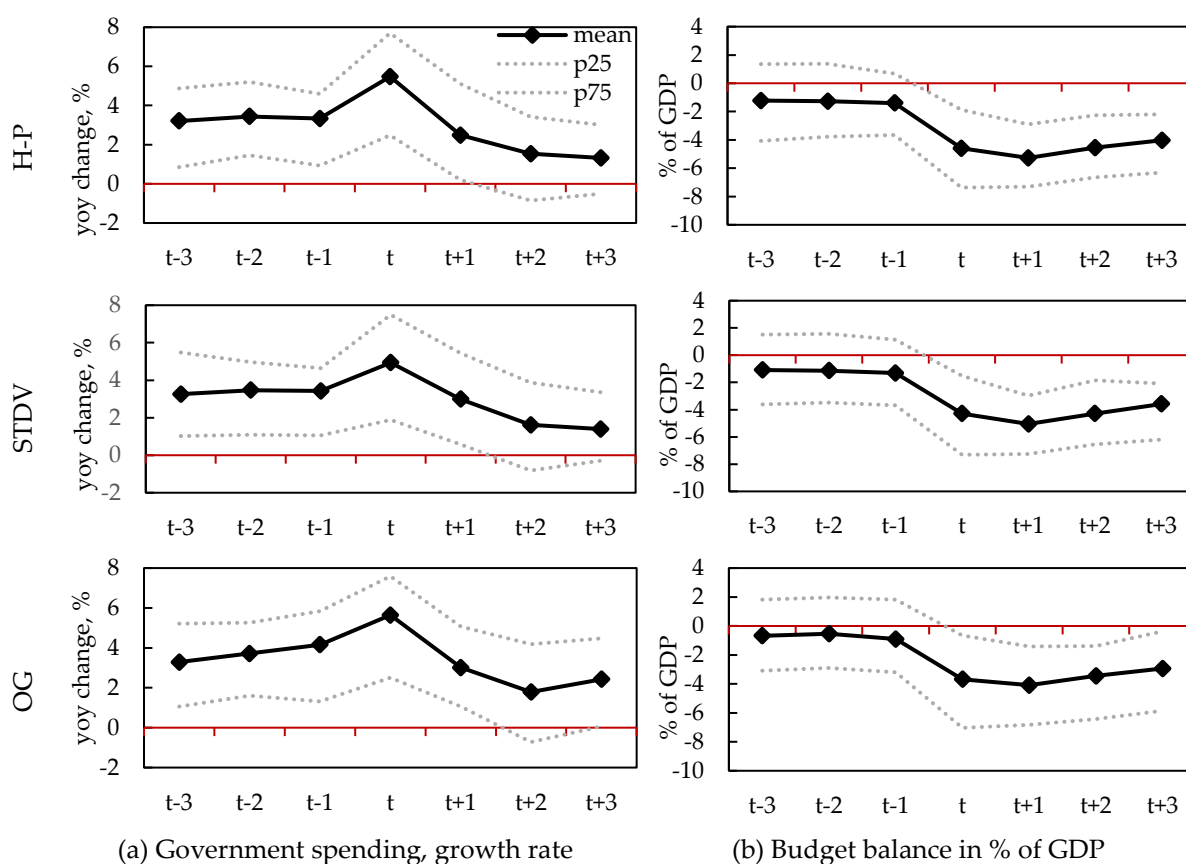 H-P
yoy change, %
8
6
4
2
0
-2
mean
p25
p75
t-3 t-2 t-1 t t+1 t+2 t+3
% of GDP
4
2
0
-2
-4
-6
-8
-10
t-3 t-2 t-1 t t+1 t+2 t+3
STDV
yoy change, %
8
6
4
2
0
-2
t-3 t-2 t-1 t t+1 t+2 t+3
% of GDP
4
2
0
-2
-4
-6
-8
-10
t-3 t-2 t-1 t t+1 t+2 t+3
OG
yoy change, %
8
6
4
2
0
-2
t-3 t-2 t-1 t t+1 t+2 t+3
% of GDP
4
2
0
-2
-4
-6
-8
-10
t-3 t-2 t-1 t t+1 t+2 t+3
(a) Government spending, growth rate
(b) Budget balance in % of GDP